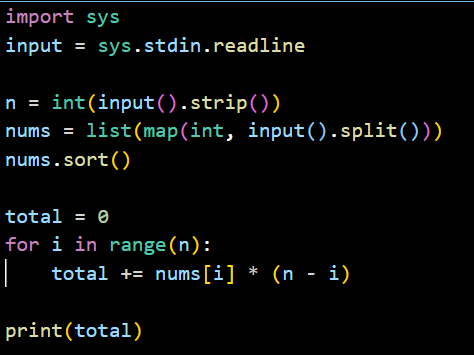 import sys
input = sys.stdin.readline

n = int(input().strip())
nums = list(map(int, input().split()))
nums.sort()

total = 0
for i in range(n):
    total += nums[i] * (n - i)

print(total)